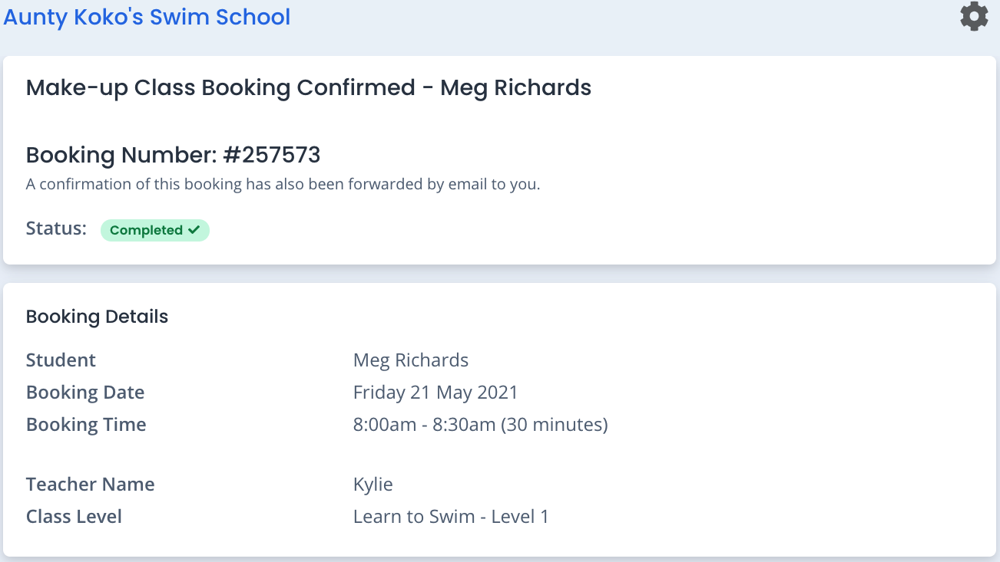 Aunty Koko's Swim School
Make-up Class Booking Confirmed - Meg Richards
Booking Number: #257573
A confirmation of this booking has also been forwarded by email to you.
Status: Completed ✓
Booking Details
Student Meg Richards
Booking Date Friday 21 May 2021
Booking Time 8:00am - 8:30am (30 minutes)
Teacher Name Kylie
Class Level Learn to Swim - Level 1